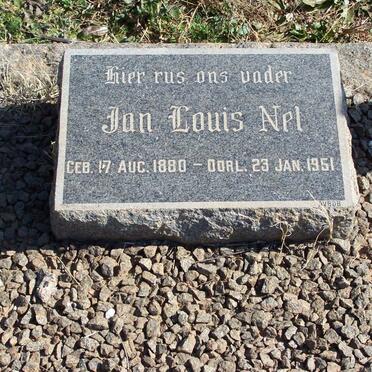 Hier rus ons vader
Jan Louis Nel
GEB. 17 AUG. 1880 – OORL. 23 JAN. 1951